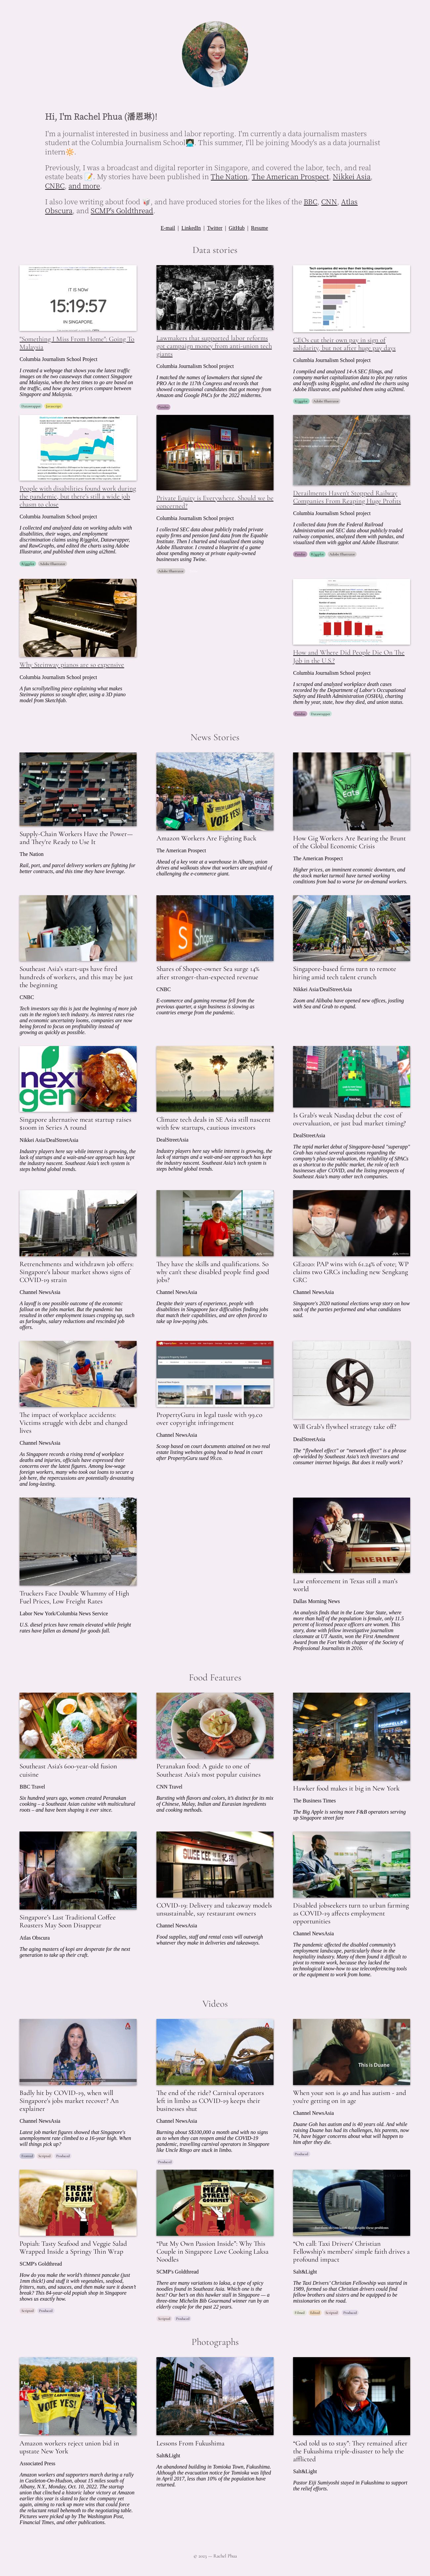 Hi, I'm Rachel Phua (潘恩琳)!
I'm a journalist interested in business and labor reporting. I'm currently a data journalism masters
student at the Columbia Journalism School👩🏻‍💻. This summer, I'll be joining Moody's as a data journalist
intern🔆.
Previously, I was a broadcast and digital reporter in Singapore, and covered the labor, tech, and real
estate beats 📝. My stories have been published in The Nation, The American Prospect, Nikkei Asia,
CNBC, and more.
I also love writing about food 🥡, and have produced stories for the likes of the BBC, CNN, Atlas
Obscura, and SCMP's Goldthread.
E-mail | LinkedIn | Twitter | GitHub | Resume
Data stories
IT IS NOW
15:19:57
IN SINGAPORE.
"Something I Miss From Home": Going To
Malaysia
Columbia Journalism School Project
I created a webpage that shows you the latest traffic
images on the two causeways that connect Singapore
and Malaysia, when the best times to go are based on
the traffic, and how grocery prices compare between
Singapore and Malaysia.
Lawmakers that supported labor reforms
got campaign money from anti-union tech
giants
Columbia Journalism School project
I matched the names of lawmakers that signed the
PRO Act in the 117th Congress and records that
showed congressional candidates that got money from
Amazon and Google PACs for the 2022 midterms.
CEOs cut their own pay in sign of
solidarity, but not after huge pay days
Columbia Journalism School project
I compiled and analyzed 14-A SEC filings, and
company market capitalization data to plot pay ratios
and layoffs using R/ggplot, and edited the charts using
Adobe Illustrator, and published them using ai2html.
People with disabilities found work during
the pandemic, but there's still a wide job
chasm to close
Columbia Journalism School project
I collected and analyzed data on working adults with
disabilities, their wages, and employment
discrimination claims using R/ggplot, Datawrapper,
and RawGraphs. I edited the charts using Adobe
Illustrator, and published them using ai2html.
Private Equity is Everywhere. Should we be
concerned?
Columbia Journalism School project
I collected SEC data about publicly traded private
equity firms and pension fund data from the Equable
Institute. Then I charted and visualized them using
Adobe Illustrator. I created a blueprint of a game
about spending money at private equity-owned
businesses using Twine.
Derailments Haven't Stopped Railway
Companies From Reaping Huge Profits
Columbia Journalism School project
I collected data from the Federal Railroad
Administration and SEC data about publicly traded
railway companies, analyzed them with pandas, and
visualized them with ggplot and Adobe Illustrator.
Why Steinway pianos are so expensive
Columbia Journalism School project
A fun scrollytelling piece explaining what makes
Steinway pianos so sought after, using a 3D piano
model from Sketchfab.
How and Where Did People Die On The
Job in the U.S.?
Columbia Journalism School project
I scraped and analyzed workplace death cases
recorded by the Department of Labor's Occupational
Safety and Health Administration (OSHA), charting
them by year, state, how they died, and union status.
News Stories
Supply-Chain Workers Have the Power—
and They're Ready to Use It
The Nation
Rail, port, and parcel delivery workers are fighting for
better contracts, and this time they have leverage.
VOTE YES!
Amazon Workers Are Fighting Back
The American Prospect
Ahead of a key vote at a warehouse in Albany, union
drives and walkouts show that workers are unafraid of
challenging the e-commerce grant.
Eats
How Gig Workers Are Bearing the Brunt
of the Global Economic Crisis
The American Prospect
Higher prices, an imminent economic downturn, and
the stock market turmoil have turned working
conditions from bad to worse for on-demand workers.
Southeast Asia's start-ups have fired
hundreds of workers, and this may be just
the beginning
CNBC
Tech investors say this is just the beginning of more job
cuts in the region's tech industry. As interest rates rise
and economic uncertainty looms, companies are now
being forced to focus on profitability instead of
growing as quickly as possible.
Shopee
Shares of Shopee-owner Sea surge 14%
after stronger-than-expected revenue
CNBC
E-commerce and gaming revenue fell from the
previous quarter, a sign business is slowing as
countries emerge from the pandemic.
Singapore-based firms turn to remote
hiring amid tech talent crunch
Nikkei Asia/DealStreetAsia
Zoom and Alibaba have opened new offices, jostling
with Sea and Grab to expand.
next
gen
Singapore alternative meat startup raises
$100m in Series A round
Nikkei Asia/DealStreetAsia
Industry players here say while interest is growing, the
lack of startups and a wait-and-see approach has kept
the industry nascent. Southeast Asia's tech system is
steps behind global trends.
Climate tech deals in SE Asia still nascent
with few startups, cautious investors
DealStreetAsia
Industry players here say while interest is growing, the
lack of startups and a wait-and-see approach has kept
the industry nascent. Southeast Asia's tech system is
steps behind global trends.
Is Grab's weak Nasdaq debut the cost of
overvaluation, or just bad market timing?
DealStreetAsia
The tepid market debut of Singapore-based "superapp"
Grab has raised several questions regarding the
company's pandemic valuation, the reliability of SPACs
as a shortcut to the public market, the role of tech
businesses after COVID, and the listing prospects of
Southeast Asia's many other tech companies.
Retrenchments and withdrawn job offers:
Singapore's labour market shows signs of
COVID-19 strain
Channel NewsAsia
A layoff is one possible outcome of the economic
fallout on the jobs market. But the pandemic has
resulted in other employment issues cropping up, such
as furloughs, salary reductions and rescinded job
offers.
They have the skills and qualifications. So
why can't these disabled people find good
jobs?
Channel NewsAsia
Despite their years of experience, people with
disabilities in Singapore face difficulties finding jobs
that match their capabilities, and are often forced to
take up low-paying jobs.
GE2020: PAP wins with 61.24% of vote; WP
claims two GRCs including new Sengkang
GRC
Channel NewsAsia
Singapore's 2020 national elections wrap story on how
each of the parties performed and what candidates
said.
The impact of workplace accidents:
Victims struggle with debt and changed
lives
Channel NewsAsia
As Singapore records a rising trend of workplace
deaths and injuries, officials have expressed their
concerns over the latest figures. Among low-wage
foreign workers, many who took out loans to secure a
job here, the repercussions are potentially devastating
and long-lasting.
PropertyGuru in legal tussle with 99.co
over copyright infringement
Channel NewsAsia
Scoop based on court documents attained on two real
estate listing websites going head to head in court
after PropertyGuru sued 99.co.
Will Grab's flywheel strategy take off?
DealStreetAsia
The "flywheel effect" or "network effect" is a phrase
oft-wielded by Southeast Asia's tech investors and
consumer internet bigwigs. But does it really work?
Truckers Face Double Whammy of High
Fuel Prices, Low Freight Rates
Labor New York/Columbia News Service
U.S. diesel prices have remain elevated while freight
rates have fallen as demand for goods fall.
SHERIFF
Law enforcement in Texas still a man's
world
Dallas Morning News
An analysis finds that in the Lone Star State, where
more than half of the population is female, only 11.5
percent of licensed peace officers are women. This
story, done with fellow investigative journalism
classmate at UT Austin, won the First Amendment
Award from the Fort Worth chapter of the Society of
Professional Journalists in 2016.
Food Features
Southeast Asia's 600-year-old fusion
cuisine
BBC Travel
Six hundred years ago, women created Peranakan
cooking – a Southeast Asian cuisine with multicultural
roots – and have been shaping it ever since.
Peranakan food: A guide to one of
Southeast Asia's most popular cuisines
CNN Travel
Bursting with flavors and colors, it's distinct for its mix
of Chinese, Malay, Indian and Eurasian ingredients
and cooking methods.
Hawker food makes it big in New York
The Business Times
The Big Apple is seeing more F&B operators serving
up Singapore street fare
Singapore's Last Traditional Coffee
Roasters May Soon Disappear
Atlas Obscura
The aging masters of kopi are desperate for the next
generation to take up their craft.
COVID-19: Delivery and takeaway models
unsustainable, say restaurant owners
Channel NewsAsia
Food supplies, staff and rental costs will outweigh
whatever they make in deliveries and takeaways.
Disabled jobseekers turn to urban farming
as COVID-19 affects employment
opportunities
Channel NewsAsia
The pandemic affected the disabled community's
employment landscape, particularly those in the
hospitality industry. Many of them found it difficult to
pivot to remote work, because they lacked the
technological know-how to use teleconferencing tools
or the equipment to work from home.
Videos
Badly hit by COVID-19, when will
Singapore's job market recover? An
explainer
Channel NewsAsia
Latest job market figures showed that Singapore's
unemployment rate climbed to a 16-year high. When
will things pick up?
The end of the ride? Carnival operators
left in limbo as COVID-19 keeps their
businesses shut
Channel NewsAsia
Burning about S$100,000 a month and with no signs
as to when they can reopen amid the COVID-19
pandemic, travelling carnival operators in Singapore
like Uncle Ringo are stuck in limbo.
This is Duane
When your son is 40 and has autism - and
you're getting on in age
Channel NewsAsia
Duane Goh has autism and is 40 years old. And while
raising Duane has had its challenges, his parents, now
74, have bigger concerns about what will happen to
him after they die.
FRESH
LIGHT
POPIAH
Popiah: Tasty Seafood and Veggie Salad
Wrapped Inside a Springy Thin Wrap
SCMP's Goldthread
How do you make the world's thinnest pancake (just
1mm thick!) and stuff it with vegetables, seafood,
fritters, nuts, and sauces, and then make sure it doesn't
break? This 84-year-old popiah shop in Singapore
shows us exactly how.
MEAN
STREET
GOURMET
"Put My Own Passion Inside": Why This
Couple in Singapore Love Cooking Laksa
Noodles
SCMP's Goldthread
There are many variations to laksa, a type of spicy
noodles found in Southeast Asia. Which one is the
best? Our bet's on this hawker stall in Singapore — a
three-time Michelin Bib Gourmand winner run by an
elderly couple for the past 22 years.
"On call: Taxi Drivers' Christian
Fellowship's members' simple faith drives a
profound impact
Salt&Light
The Taxi Drivers' Christian Fellowship was started in
1989, formed so that Christian cabbies could find
fellow believer brothers and sisters and be equipped to be
missionaries on the road.
Photographs
VOTE YES!
Amazon workers reject union bid in
upstate New York
Associated Press
Amazon workers and supporters march during a rally
in Castleton-On-Hudson, about 15 miles south of
Albany, N.Y., Monday, Oct. 10, 2022. The startup
union that clinched a historic labor victory at Amazon
earlier this year is slated to face the company yet
again, aiming to rack up more wins that could force
the reluctant retail behemoth to the negotiating table.
Pictures were picked up by The Washington Post,
Financial Times, and other publications.
Lessons From Fukushima
Salt&Light
An abandoned building in Tomioka Town, Fukushima.
Although the evacuation notice for Tomioka was lifted
in April 2017, less than 10% of the population have
returned.
"God told us to stay": They remained after
the Fukushima triple-disaster to help the
afflicted
Salt&Light
Pastor Eiji Sumiyoshi stayed in Fukushima to support
the relief efforts.
© 2023 — Rachel Phua